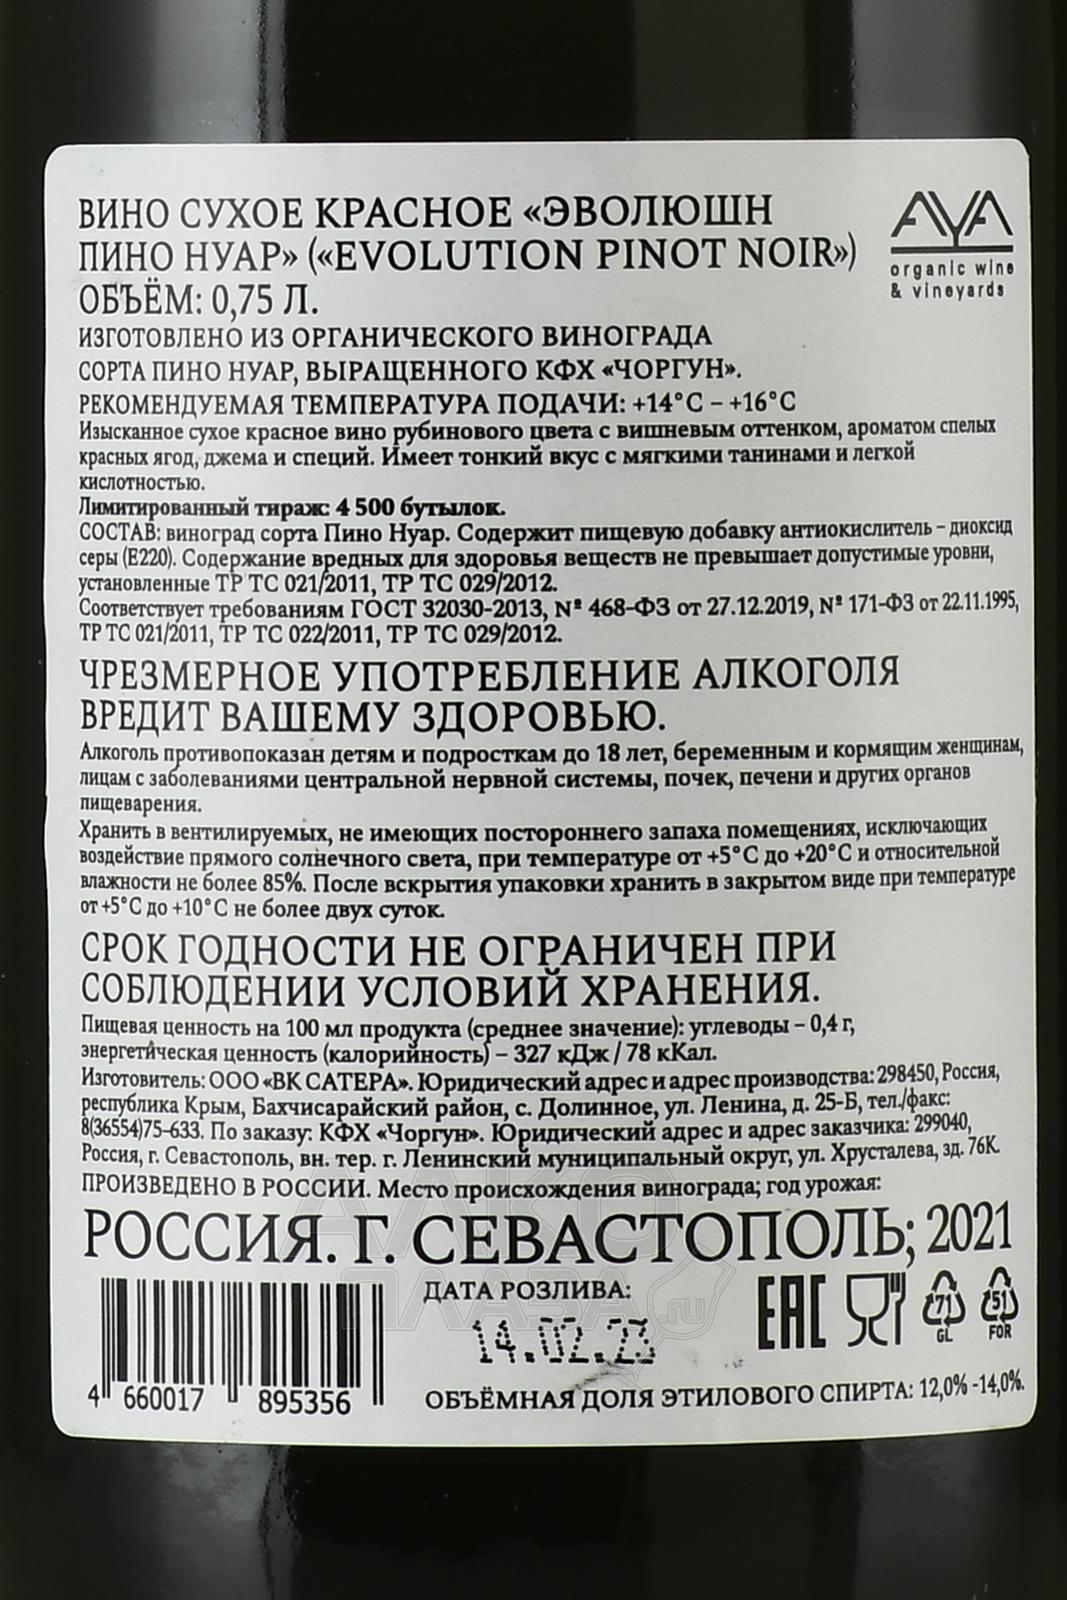 ВИНО СУХОЕ КРАСНОЕ «ЭВОЛЮШН
ПИНО НУАР» («EVOLUTION PINOT NOIR»)
ОБЪЁМ: 0,75 Л.
AYA
organic wine
& vineyards
ИЗГОТОВЛЕНО ИЗ ОРГАНИЧЕСКОГО ВИНОГРАДА
СОРТА ПИНО НУАР, ВЫРАЩЕННОГО КФХ «ЧОРГУН».
РЕКОМЕНДУЕМАЯ ТЕМПЕРАТУРА ПОДАЧИ: +14°С – +16°С
Изысканное сухое красное вино рубинового цвета с вишневым оттенком, ароматом спелых
красных ягод, джема и специй. Имеет тонкий вкус с мягкими танинами и легкой
кислотностью.
Лимитированный тираж: 4 500 бутылок.
СОСТАВ: виноград сорта Пино Нуар. Содержит пищевую добавку антиокислитель – диоксид
серы (Е220). Содержание вредных для здоровья веществ не превышает допустимые уровни,
установленные ТР ТС 021/2011, ТР ТС 029/2012.
Соответствует требованиям ГОСТ 32030-2013, № 468-ФЗ от 27.12.2019, № 171-ФЗ от 22.11.1995,
ТР ТС 021/2011, ТР ТС 022/2011, ТР ТС 029/2012.
ЧРЕЗМЕРНОЕ УПОТРЕБЛЕНИЕ АЛКОГОЛЯ
ВРЕДИТ ВАШЕМУ ЗДОРОВЬЮ.
Алкоголь противопоказан детям и подросткам до 18 лет, беременным и кормящим женщинам,
лицам с заболеваниями центральной нервной системы, почек, печени и других органов
пищеварения.
Хранить в вентилируемых, не имеющих постороннего запаха помещениях, исключающих
воздействие прямого солнечного света, при температуре от +5°С до +20°С и относительной
влажности не более 85%. После вскрытия упаковки хранить в закрытом виде при температуре
от +5°С до +10°С не более двух суток.
СРОК ГОДНОСТИ НЕ ОГРАНИЧЕН ПРИ
СОБЛЮДЕНИИ УСЛОВИЙ ХРАНЕНИЯ.
Пищевая ценность на 100 мл продукта (среднее значение): углеводы – 0,4 г,
энергетическая ценность (калорийность) – 327 кДж / 78 кКал.
Изготовитель: ООО «ВК САТЕРА». Юридический адрес и адрес производства: 298450, Россия,
республика Крым, Бахчисарайский район, с. Долинное, ул. Ленина, д. 25-Б, тел./факс:
8(36554)75-633. По заказу: КФХ «Чоргун». Юридический адрес и адрес заказчика: 299040,
Россия, г. Севастополь, вн. тер. г. Ленинский муниципальный округ, ул. Хрусталева, зд. 76К.
ПРОИЗВЕДЕНО В РОССИИ. Место происхождения винограда; год урожая:
РОССИЯ. Г. СЕВАСТОПОЛЬ; 2021
ДАТА РОЗЛИВА:
14.02.23
EAC
71
GL
51
FOR
4 660017 895356
ОБЪЁМНАЯ ДОЛЯ ЭТИЛОВОГО СПИРТА: 12,0% -14,0%.
АЛКО
ПЛАЗА.ru